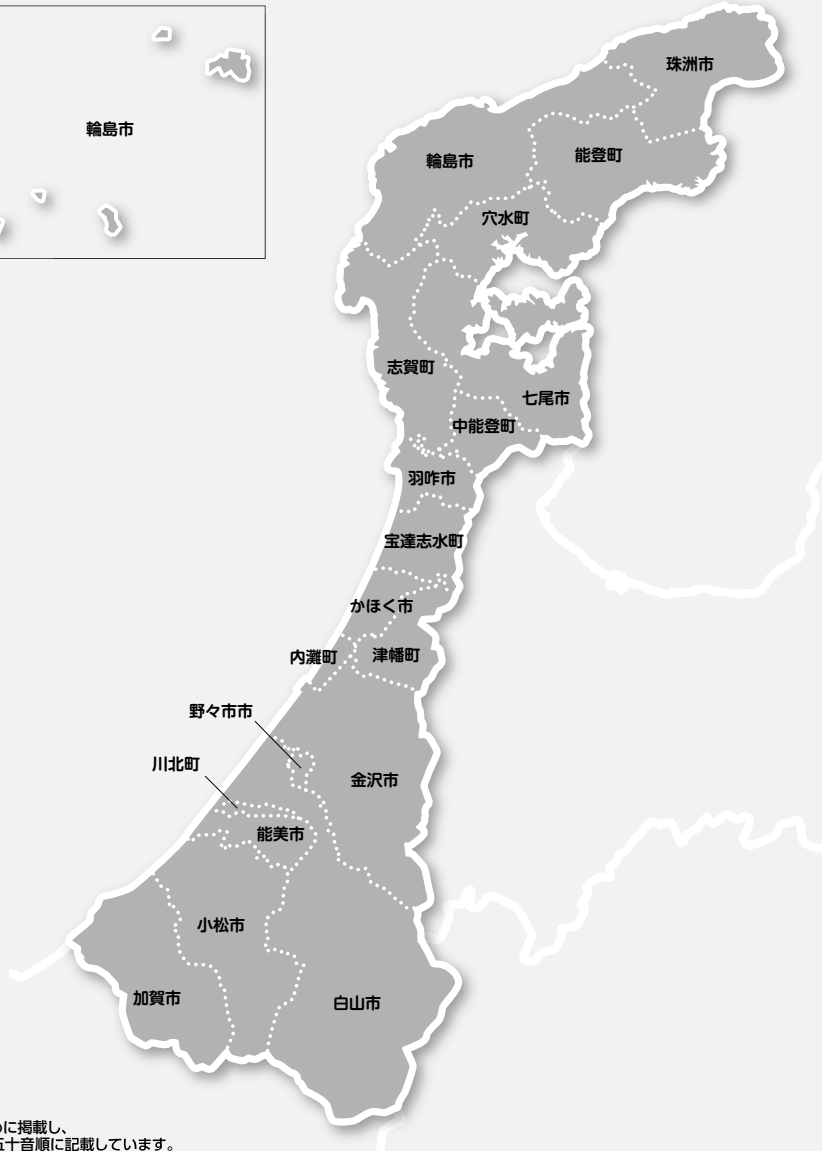 輪島市
珠洲市
輪島市
能登町
穴水町
志賀町
七尾市
中能登町
羽咋市
宝達志水町
かほく市
内灘町
津幡町
野々市市
川北町
金沢市
能美市
小松市
加賀市
白山市
に掲載し、
五十音順に記載しています。